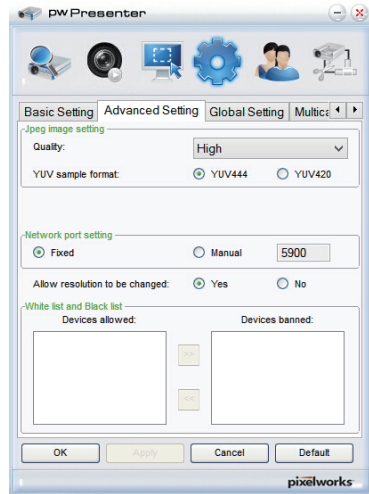 pwPresenter
Basic Setting Advanced Setting Global Setting Multica
Jpeg image setting
Quality: High
YUV sample format: YUV444 YUV420
Network port setting
Fixed Manual 5900
Allow resolution to be changed: Yes No
White list and Black list
Devices allowed: Devices banned:
>>
<<
OK Apply Cancel Default
pixelworks